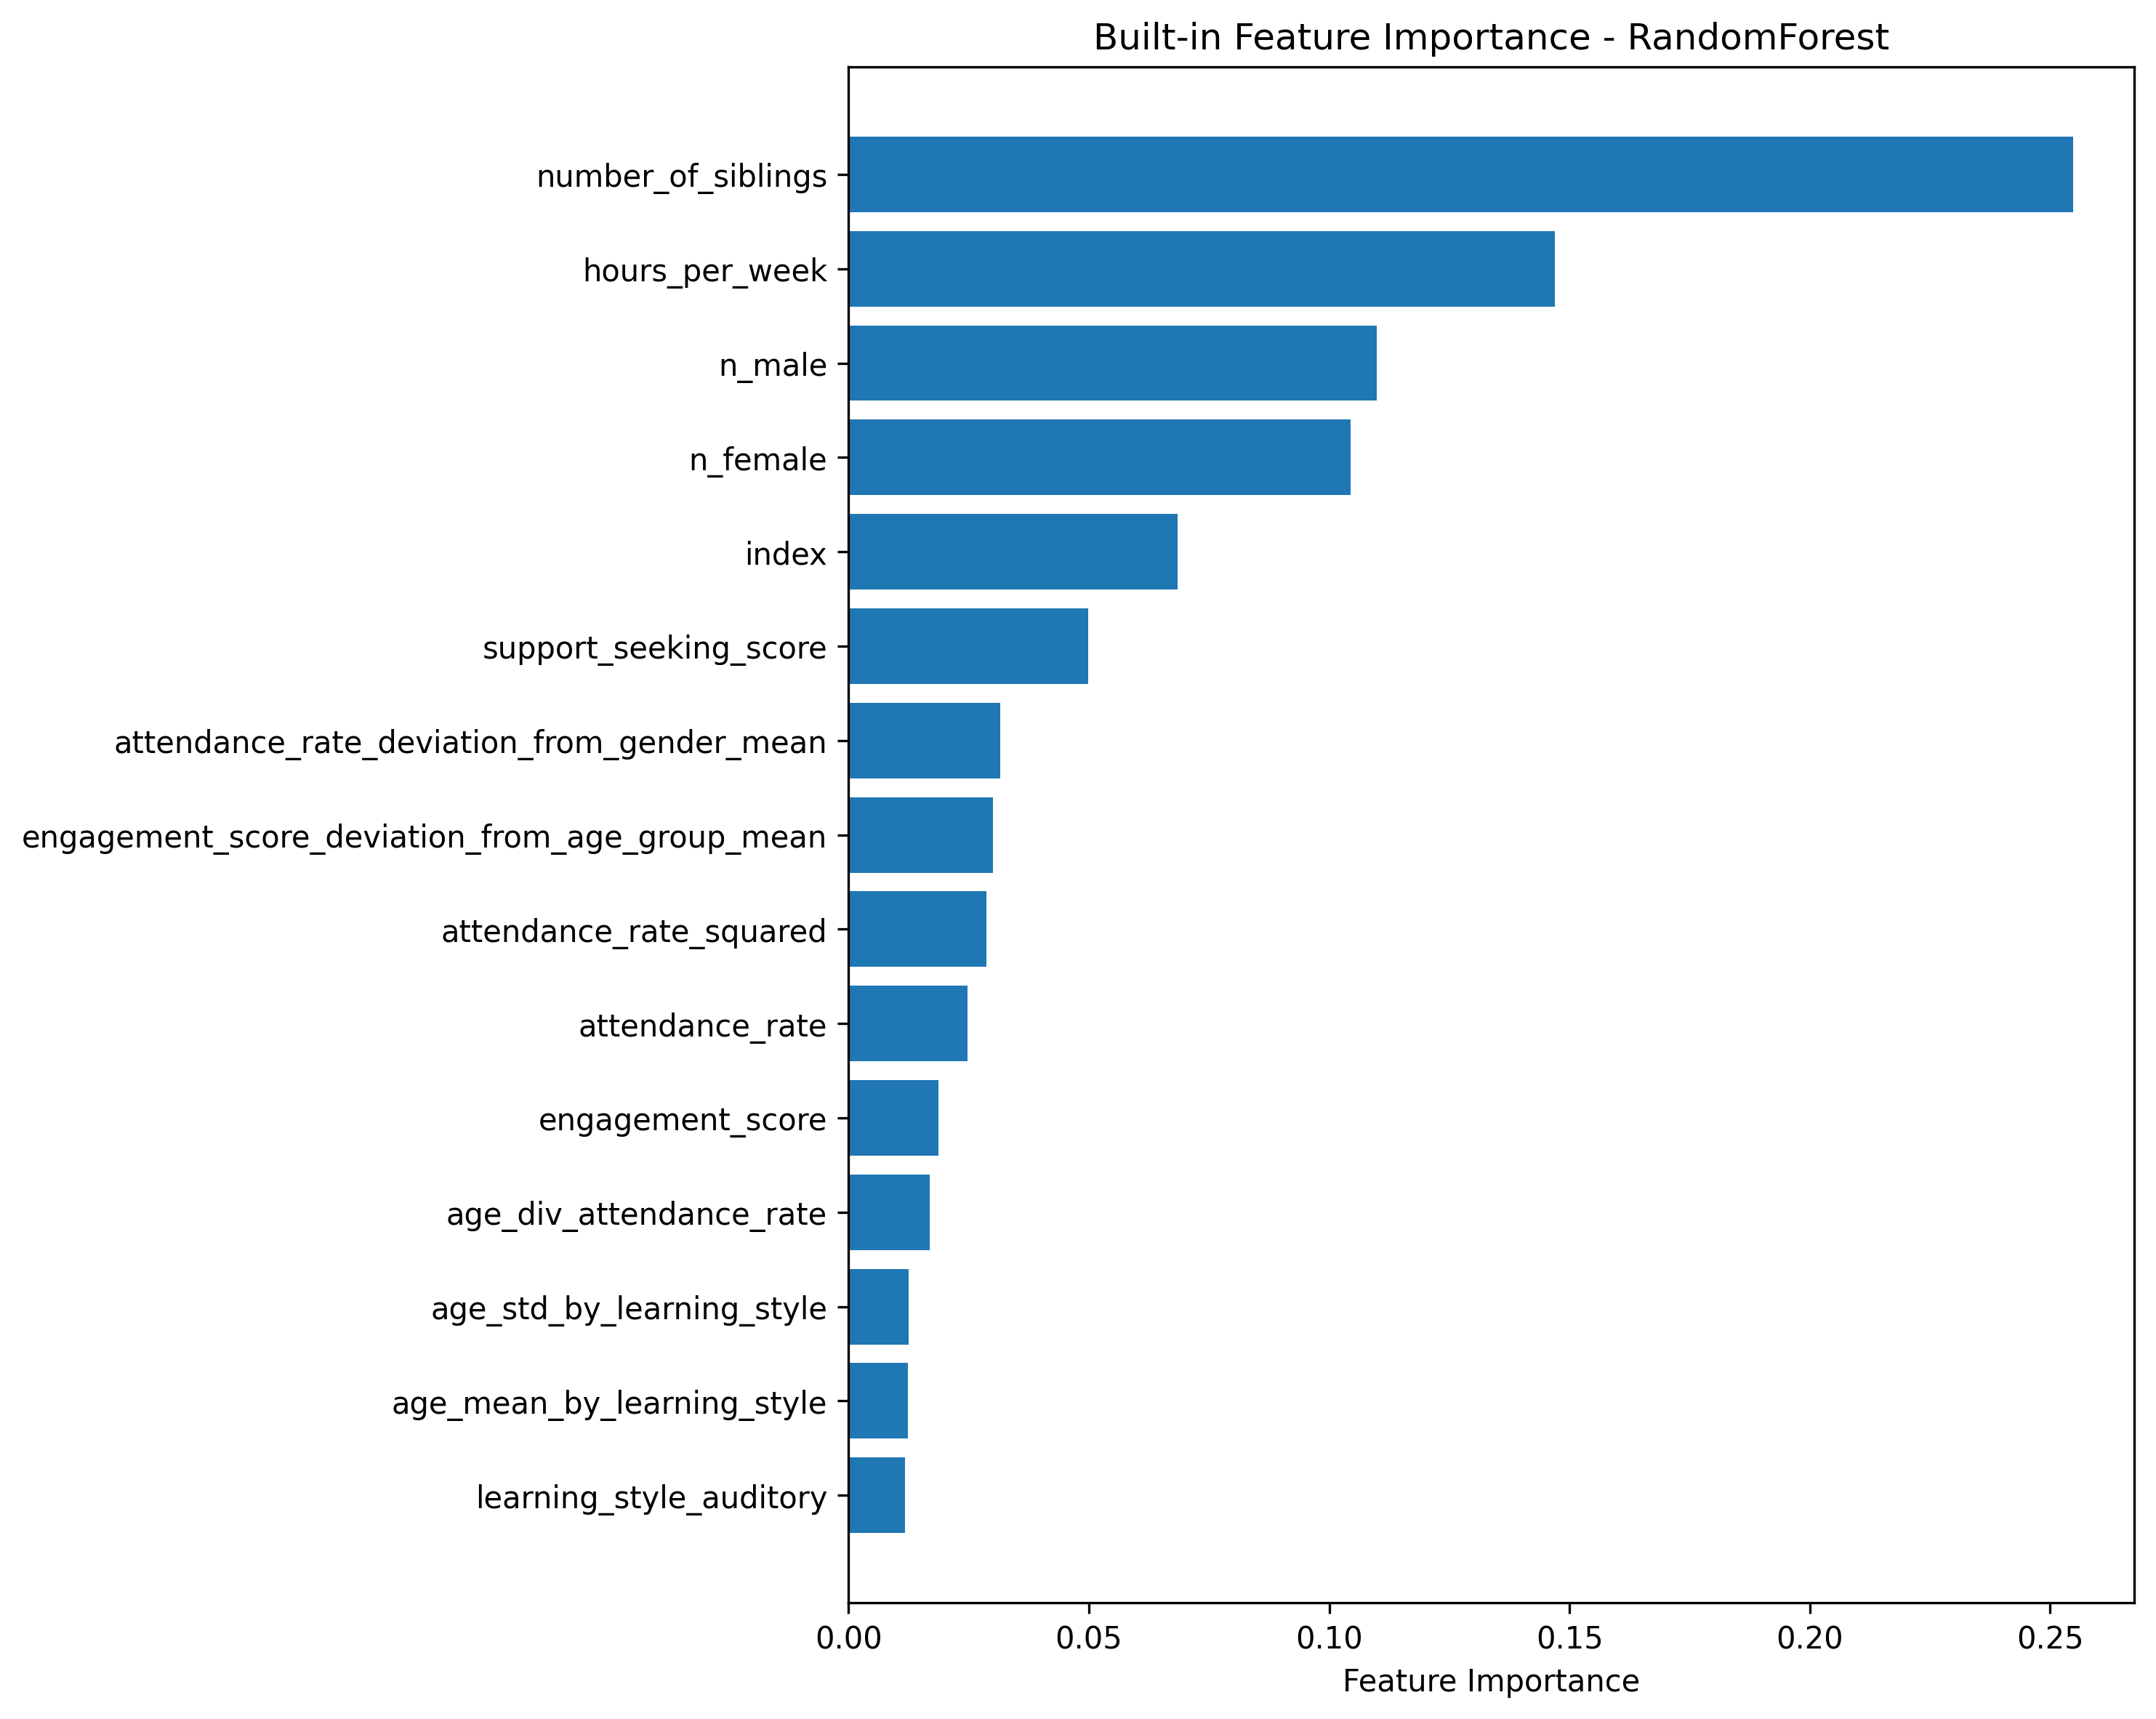 Built-in Feature Importance - RandomForest
number_of_siblings
hours_per_week
n_male
n_female
index
support_seeking_score
attendance_rate_deviation_from_gender_mean
engagement_score_deviation_from_age_group_mean
attendance_rate_squared
attendance_rate
engagement_score
age_div_attendance_rate
age_std_by_learning_style
age_mean_by_learning_style
learning_style_auditory
0.00 0.05 0.10 0.15 0.20 0.25
Feature Importance